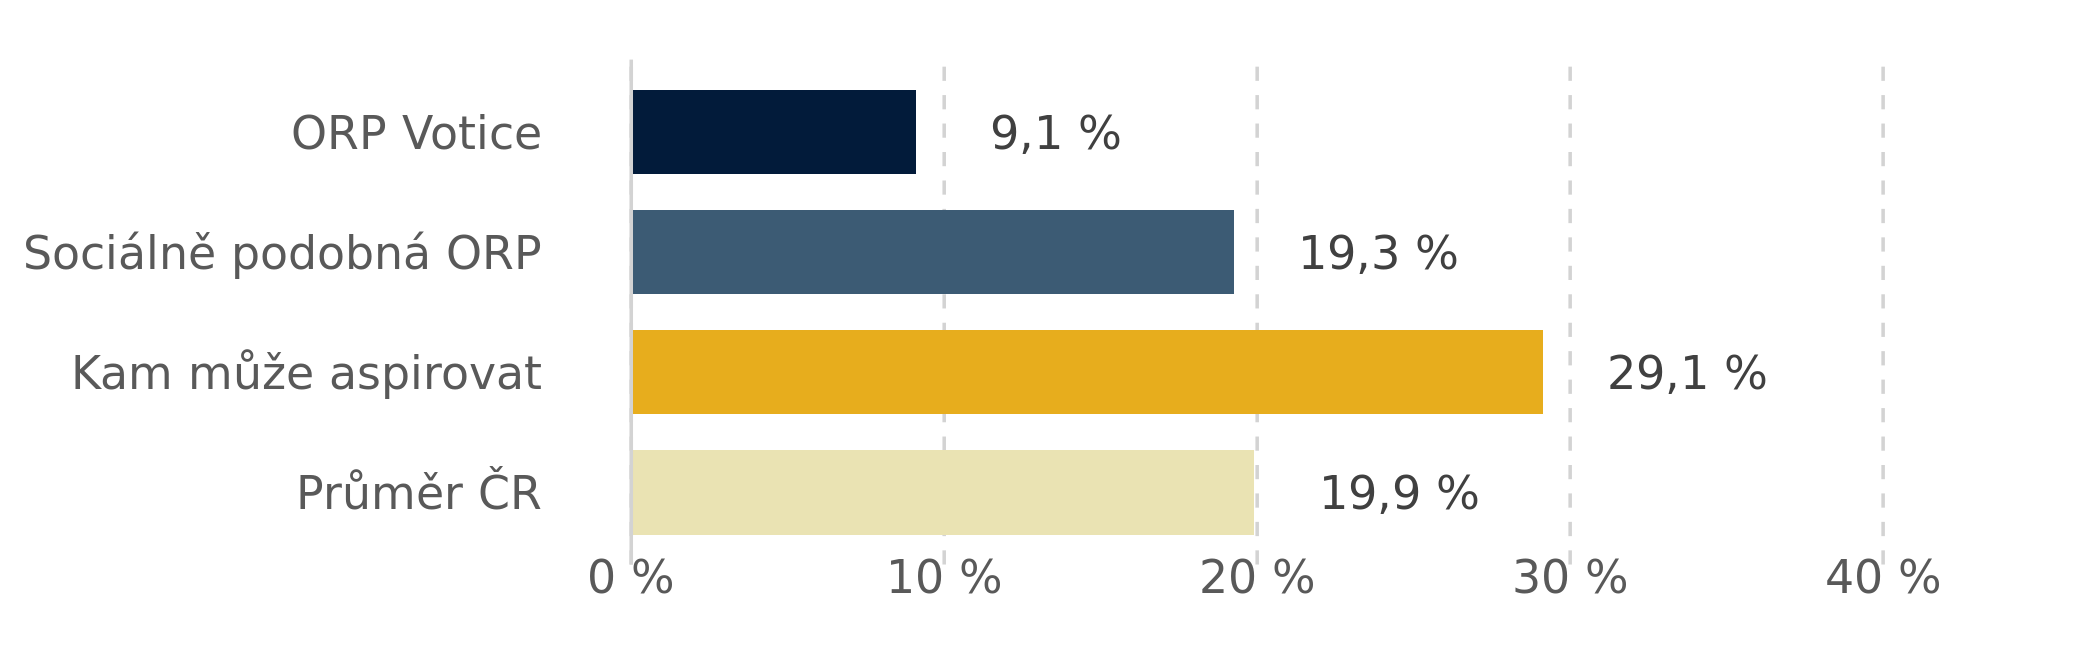 ORP Votice 9,1 %
Sociálně podobná ORP 19,3 %
Kam může aspirovat 29,1 %
Průměr ČR 19,9 %
0 % 10 % 20 % 30 % 40 %